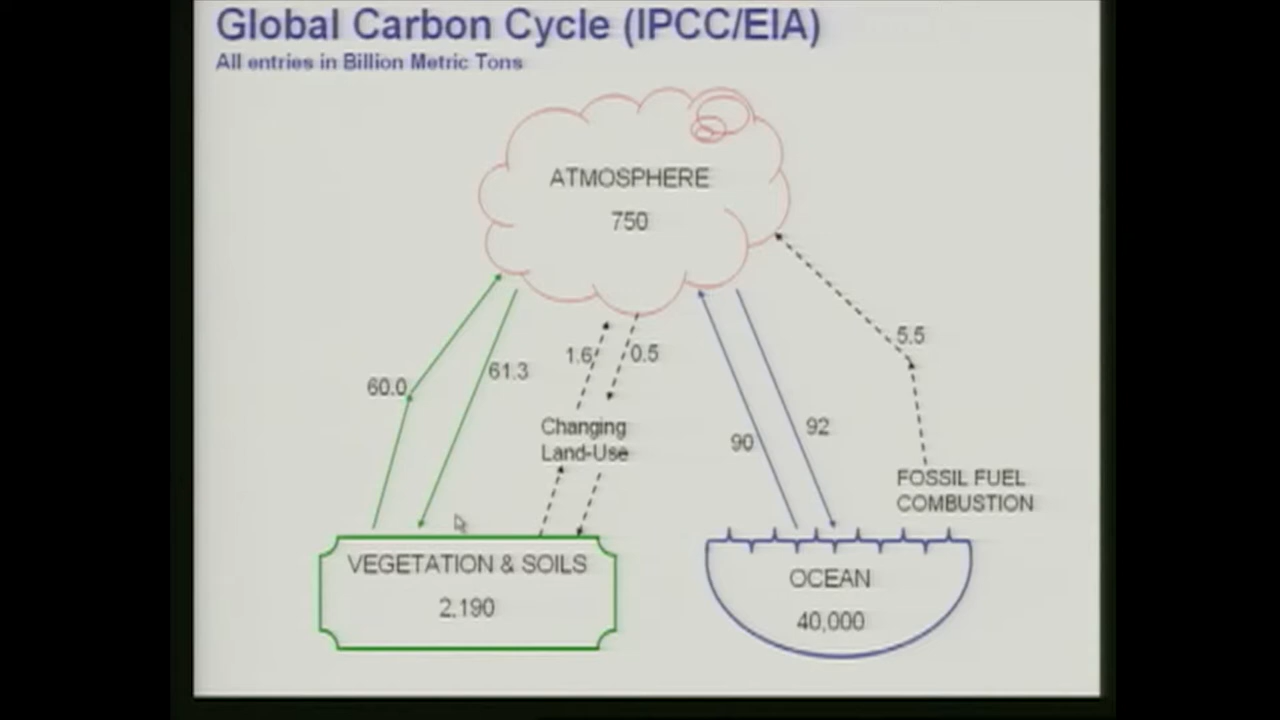 Global Carbon Cycle (IPCC/EIA)
All entries in Billion Metric Tons
ATMOSPHERE
750
5.5
1.6
0.5
60.0
61.3
Changing
Land-Use
90
92
FOSSIL FUEL
COMBUSTION
VEGETATION & SOILS
2,190
OCEAN
40,000